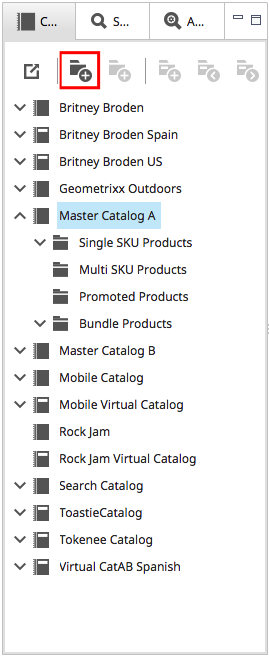 C...
S...
A...
Britney Broden
Britney Broden Spain
Britney Broden US
Geometrixx Outdoors
Master Catalog A
Single SKU Products
Multi SKU Products
Promoted Products
Bundle Products
Master Catalog B
Mobile Catalog
Mobile Virtual Catalog
Rock Jam
Rock Jam Virtual Catalog
Search Catalog
ToastieCatalog
Tokenee Catalog
Virtual CatAB Spanish